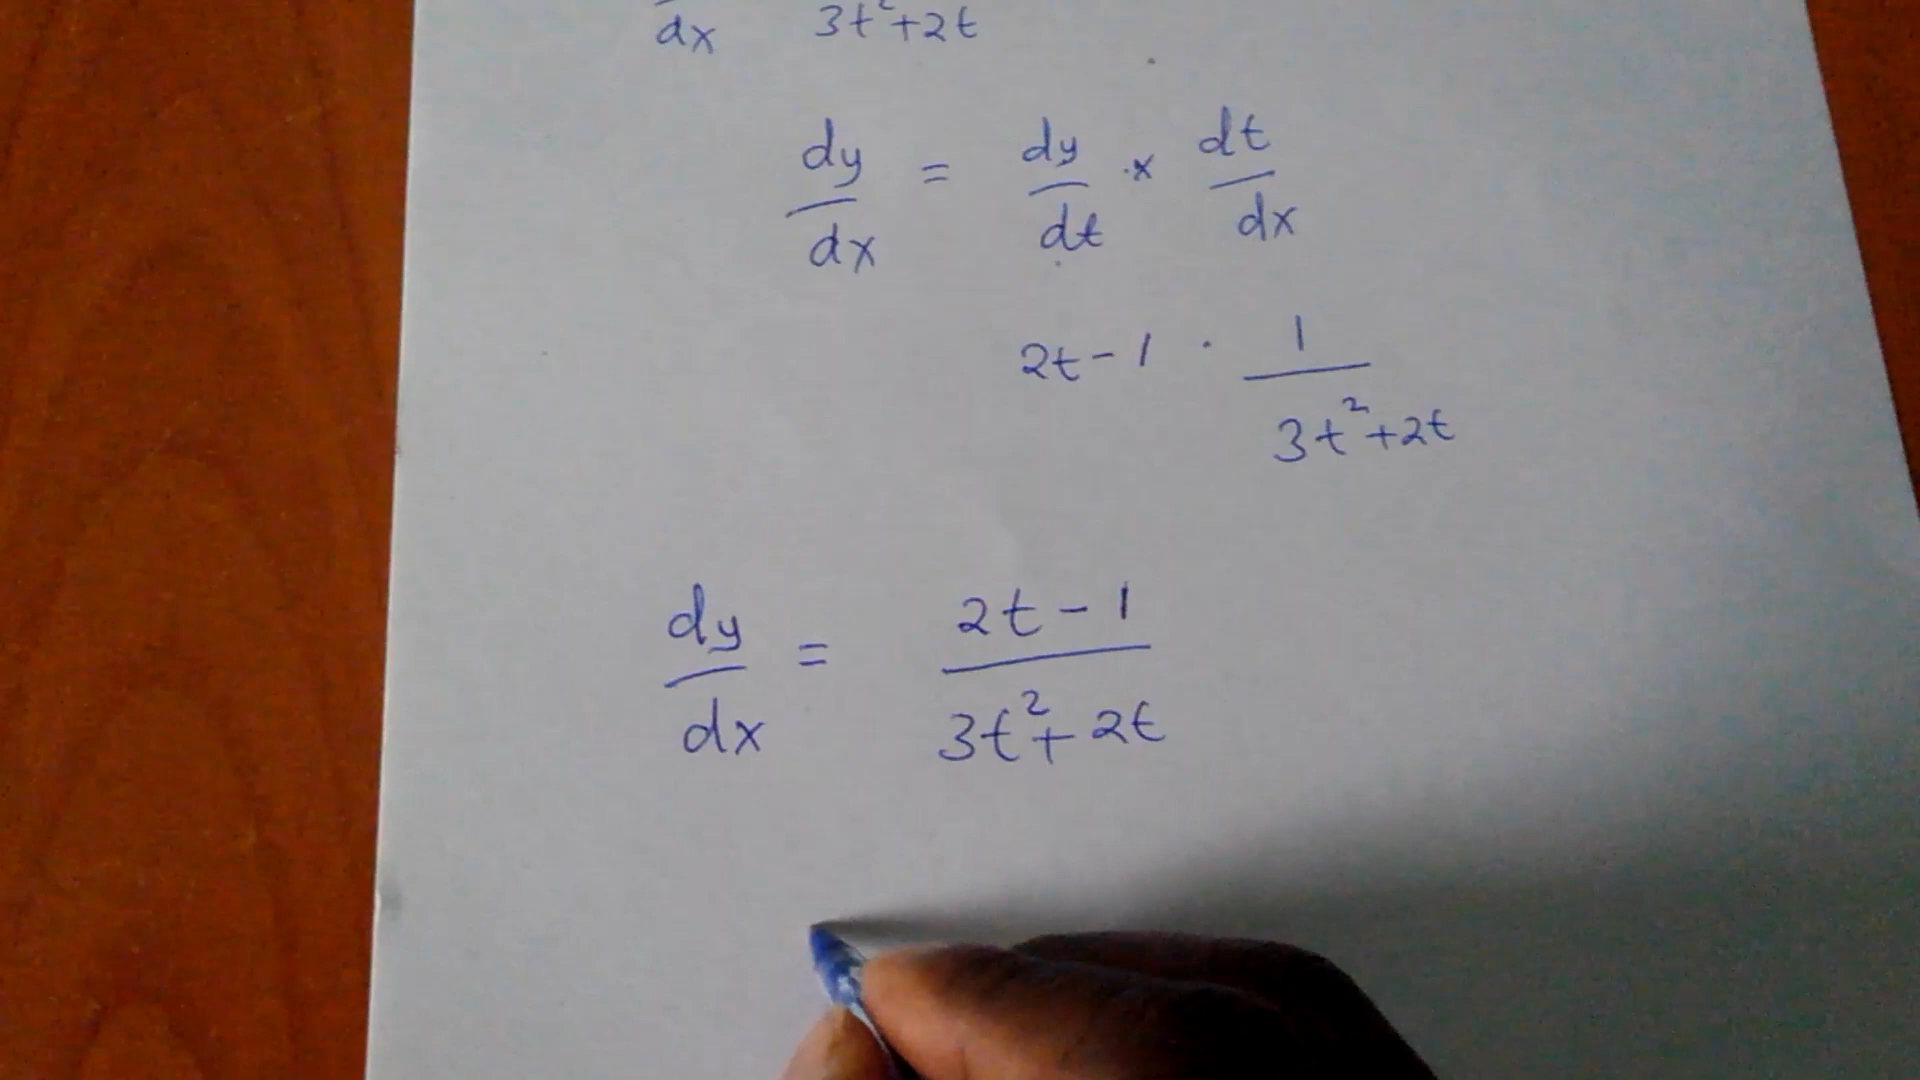 dx 3t²+2t
dy/dx = dy/dt × dt/dx
2t - 1 · 1/3t²+2t
dy/dx = 2t - 1/3t²+2t